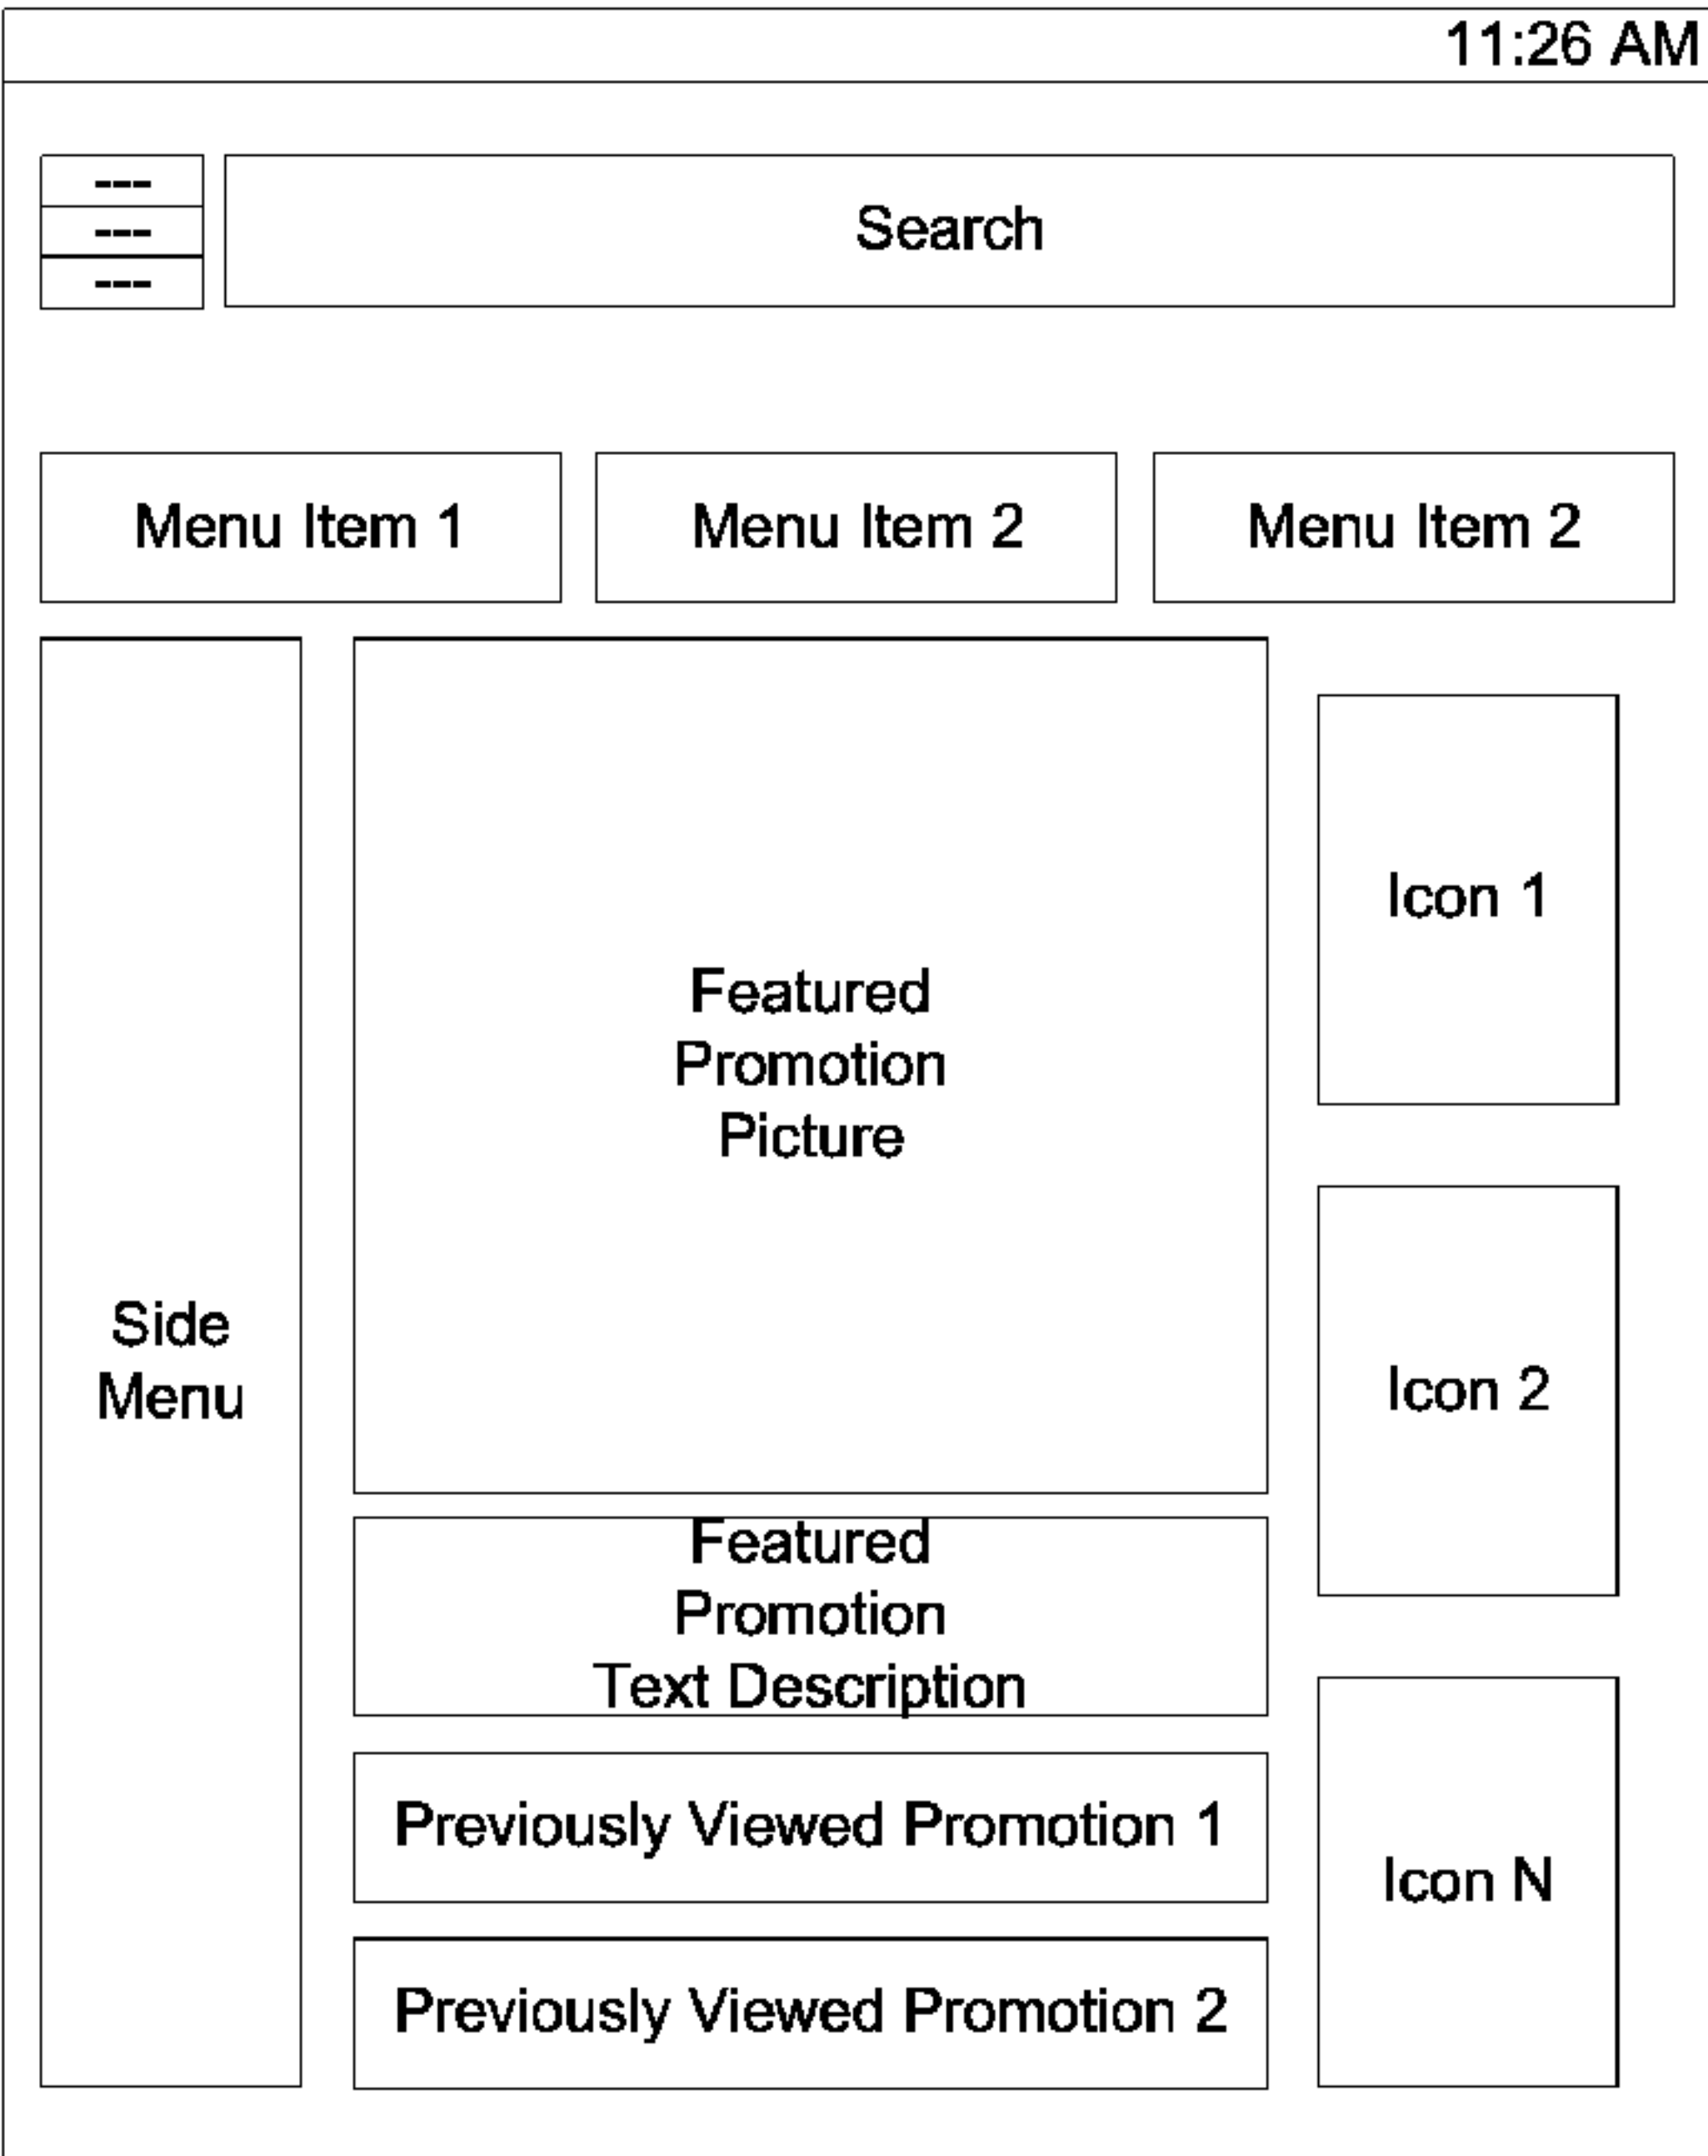 11:26 AM
---
---
---
Search
Menu Item 1
Menu Item 2
Menu Item 2
Side
Menu
Featured
Promotion
Picture
Featured
Promotion
Text Description
Previously Viewed Promotion 1
Previously Viewed Promotion 2
Icon 1
Icon 2
Icon N